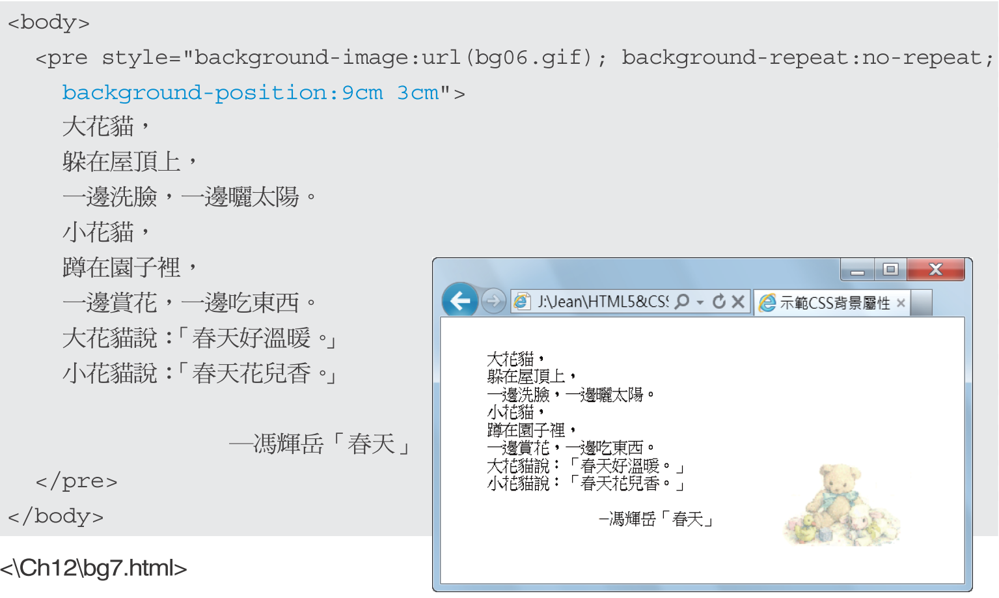 <body>
<pre style="background-image:url(bg06.gif); background-repeat:no-repeat;
background-position:9cm 3cm">
大花貓，
躲在屋頂上，
一邊洗臉，一邊曬太陽。
小花貓，
蹲在園子裡，
一邊賞花，一邊吃東西。
大花貓說：「春天好溫暖。」
小花貓說：「春天花兒香。」
—馮輝岳「春天」
</pre>
</body>
<\Ch12\bg7.html>
J:\Jean\HTML5&CS
示範CSS背景屬性
大花貓，
躲在屋頂上，
一邊洗臉，一邊曬太陽。
小花貓，
蹲在園子裡，
一邊賞花，一邊吃東西。
大花貓說：「春天好溫暖。」
小花貓說：「春天花兒香。」
—馮輝岳「春天」